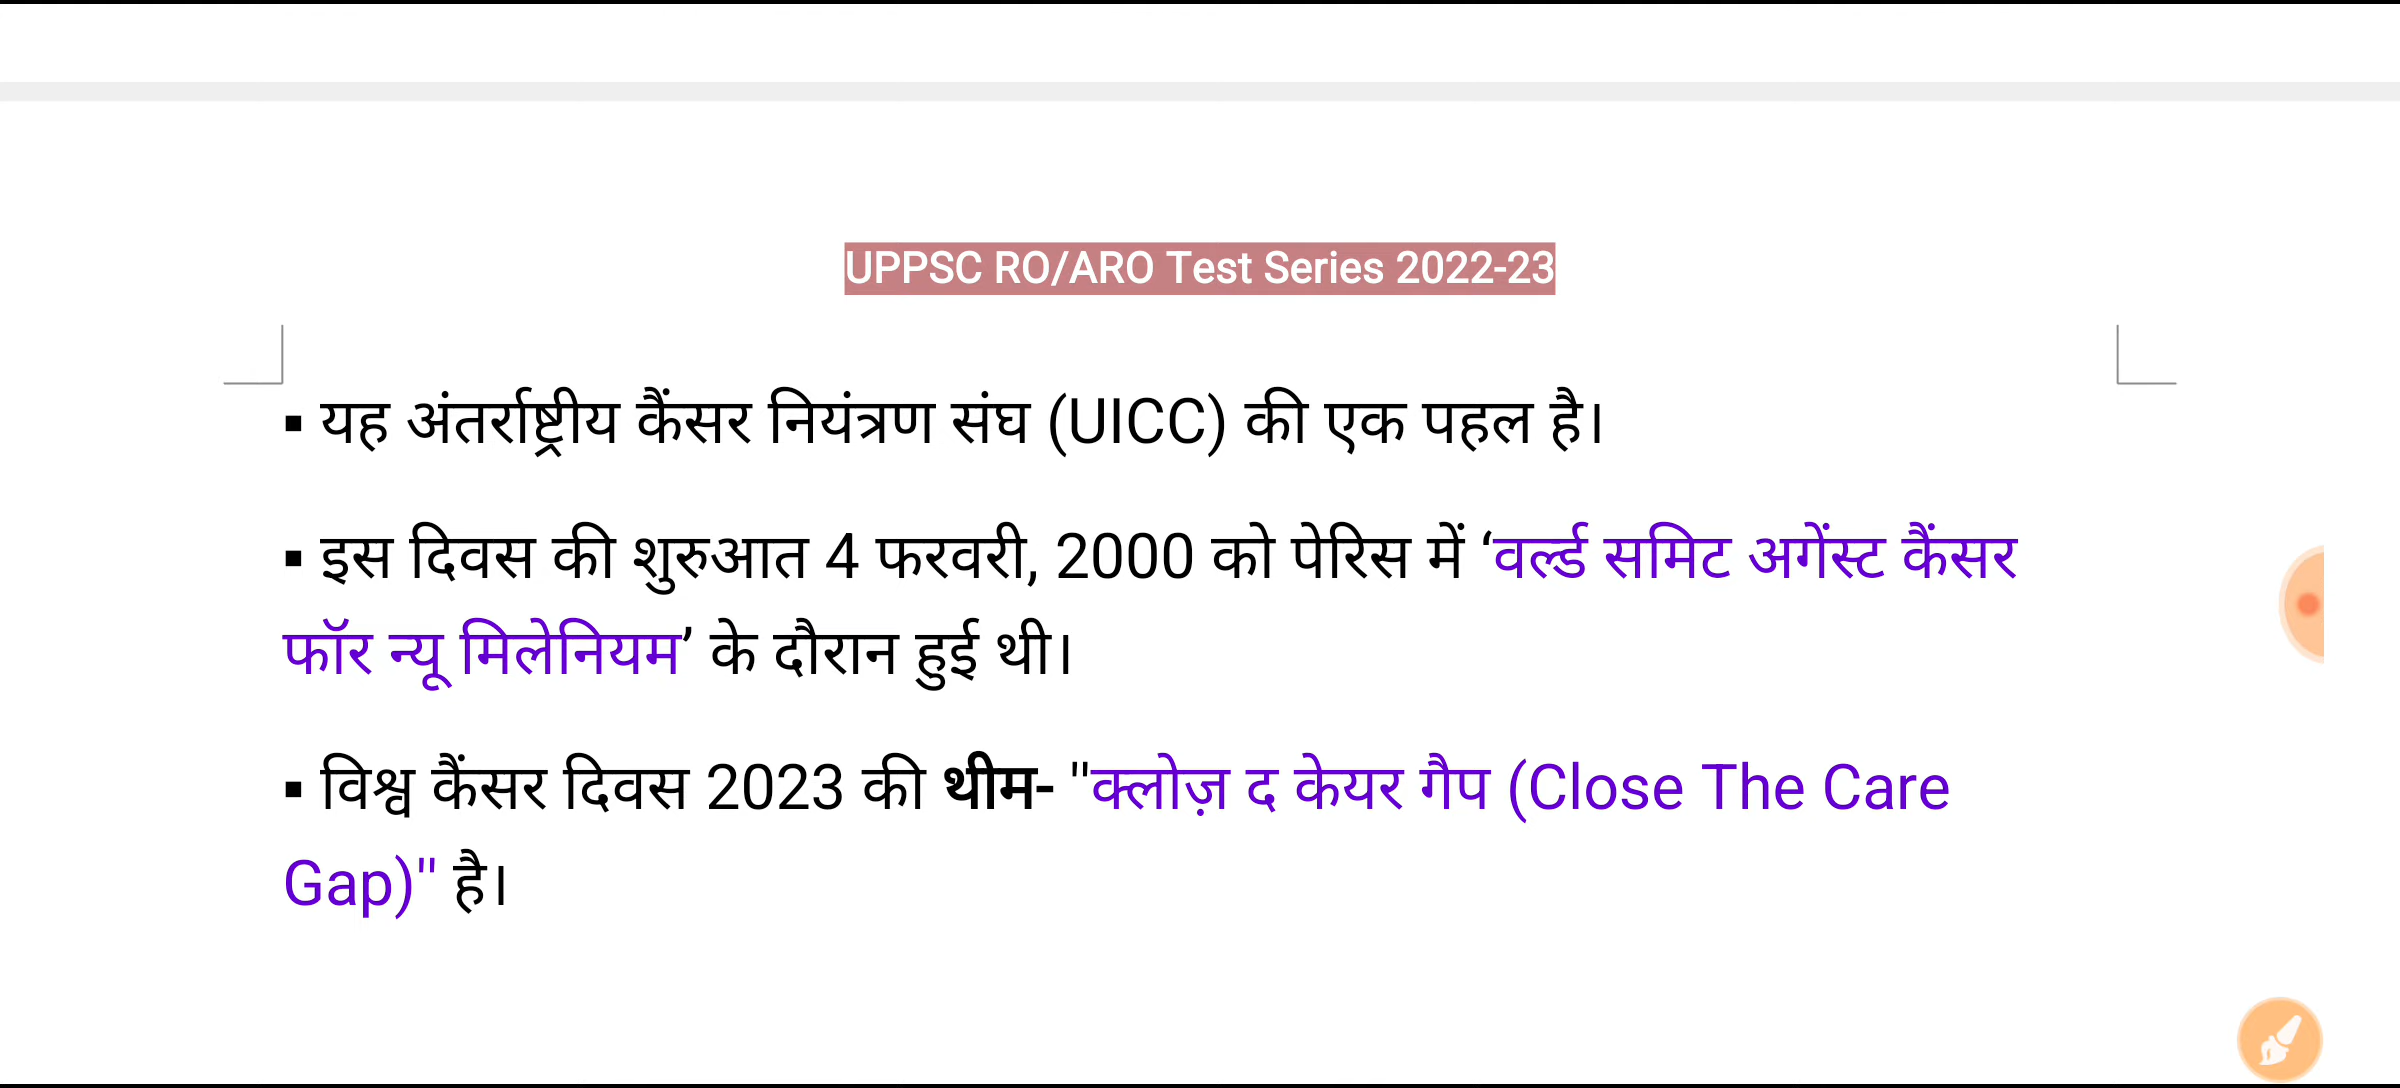 UPPSC RO/ARO Test Series 2022-23
▪ यह अंतर्राष्ट्रीय कैंसर नियंत्रण संघ (UICC) की एक पहल है।
▪ इस दिवस की शुरुआत 4 फरवरी, 2000 को पेरिस में ‘वर्ल्ड समिट अगेंस्ट कैंसर
फॉर न्यू मिलेनियम’ के दौरान हुई थी।
▪ विश्व कैंसर दिवस 2023 की थीम- "क्लोज़ द केयर गैप (Close The Care
Gap)" है।